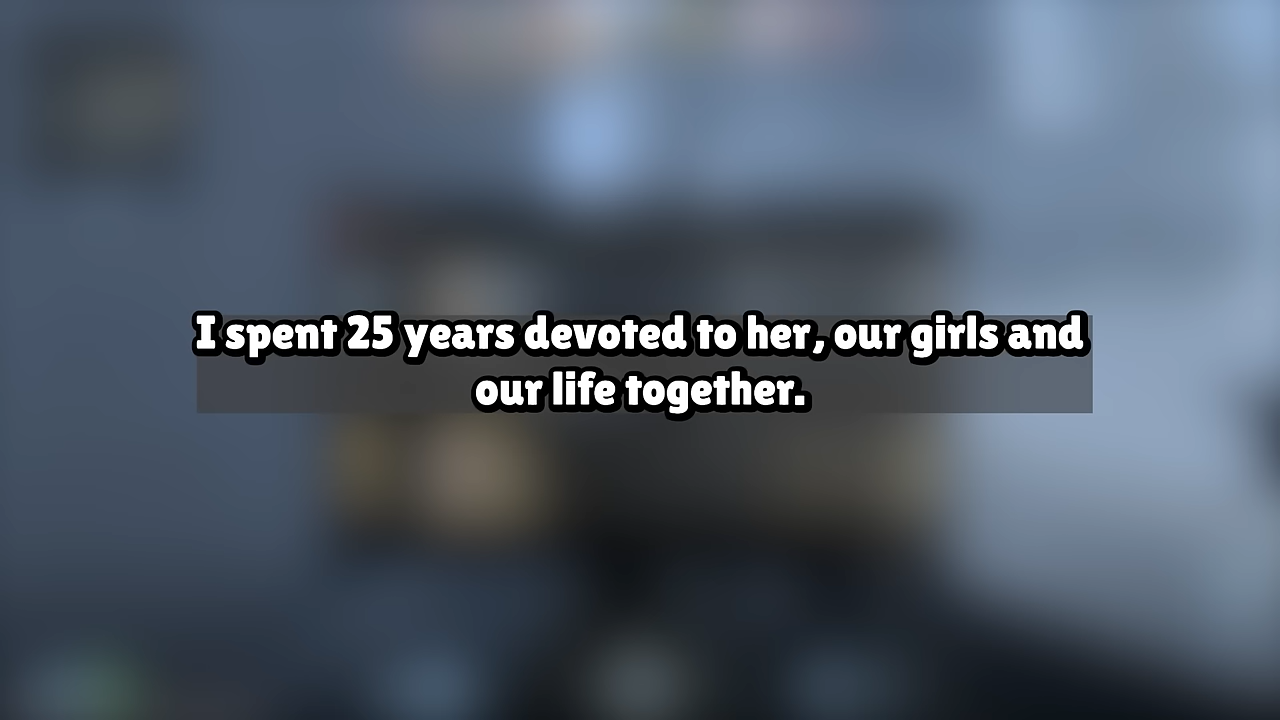 I spent 25 years devoted to her, our girls and
our life together.